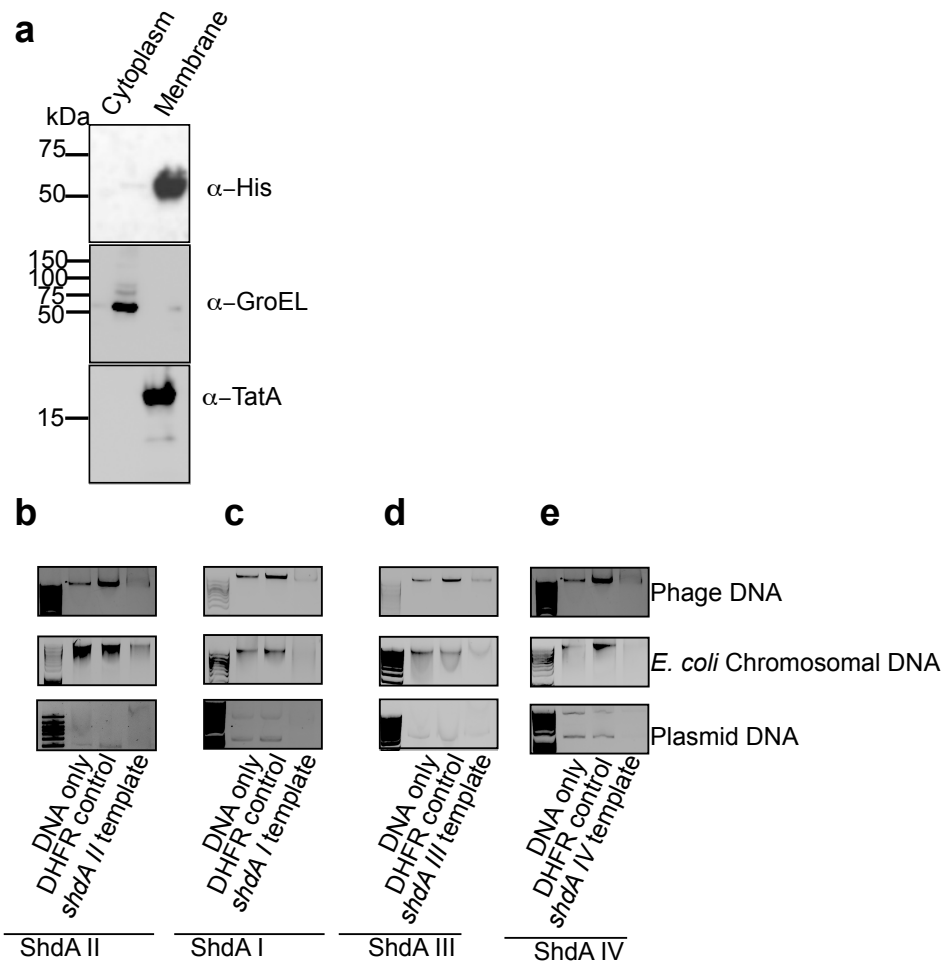 a
Cytoplasm
Membrane
kDa
75
50
α–His
150
100
75
50
α–GroEL
15
α–TatA
b
c
d
e
Phage DNA
E. coli Chromosomal DNA
Plasmid DNA
DNA only
DHFR control
shdA II template
DNA only
DHFR control
shdA I template
DNA only
DHFR control
shdA III template
DNA only
DHFR control
shdA IV template
ShdA II
ShdA I
ShdA III
ShdA IV